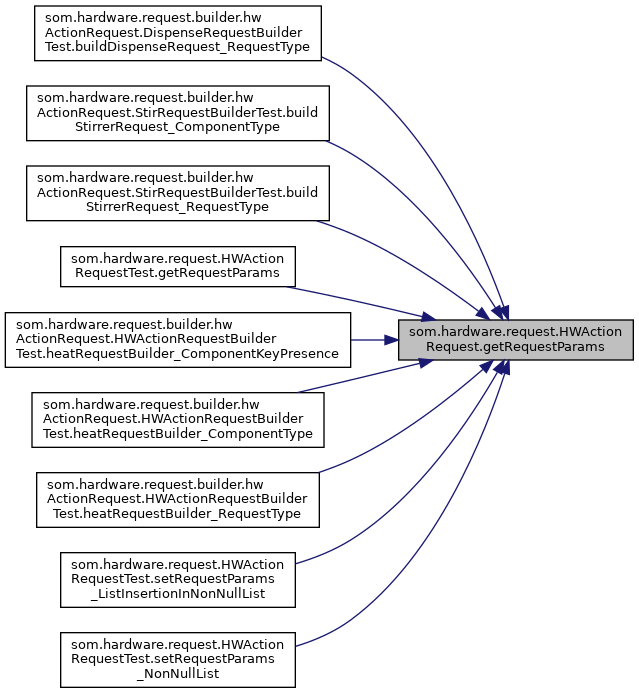 som.hardware.request.builder.hw
ActionRequest.DispenseRequestBuilder
Test.buildDispenseRequest_RequestType
som.hardware.request.builder.hw
ActionRequest.StirRequestBuilderTest.build
StirrerRequest_ComponentType
som.hardware.request.builder.hw
ActionRequest.StirRequestBuilderTest.build
StirrerRequest_RequestType
som.hardware.request.HWAction
RequestTest.getRequestParams
som.hardware.request.builder.hw
ActionRequest.HWActionRequestBuilder
Test.heatRequestBuilder_ComponentKeyPresence
som.hardware.request.HWAction
Request.getRequestParams
som.hardware.request.builder.hw
ActionRequest.HWActionRequestBuilder
Test.heatRequestBuilder_ComponentType
som.hardware.request.builder.hw
ActionRequest.HWActionRequestBuilder
Test.heatRequestBuilder_RequestType
som.hardware.request.HWAction
RequestTest.setRequestParams
_ListInsertionInNonNullList
som.hardware.request.HWAction
RequestTest.setRequestParams
_NonNullList